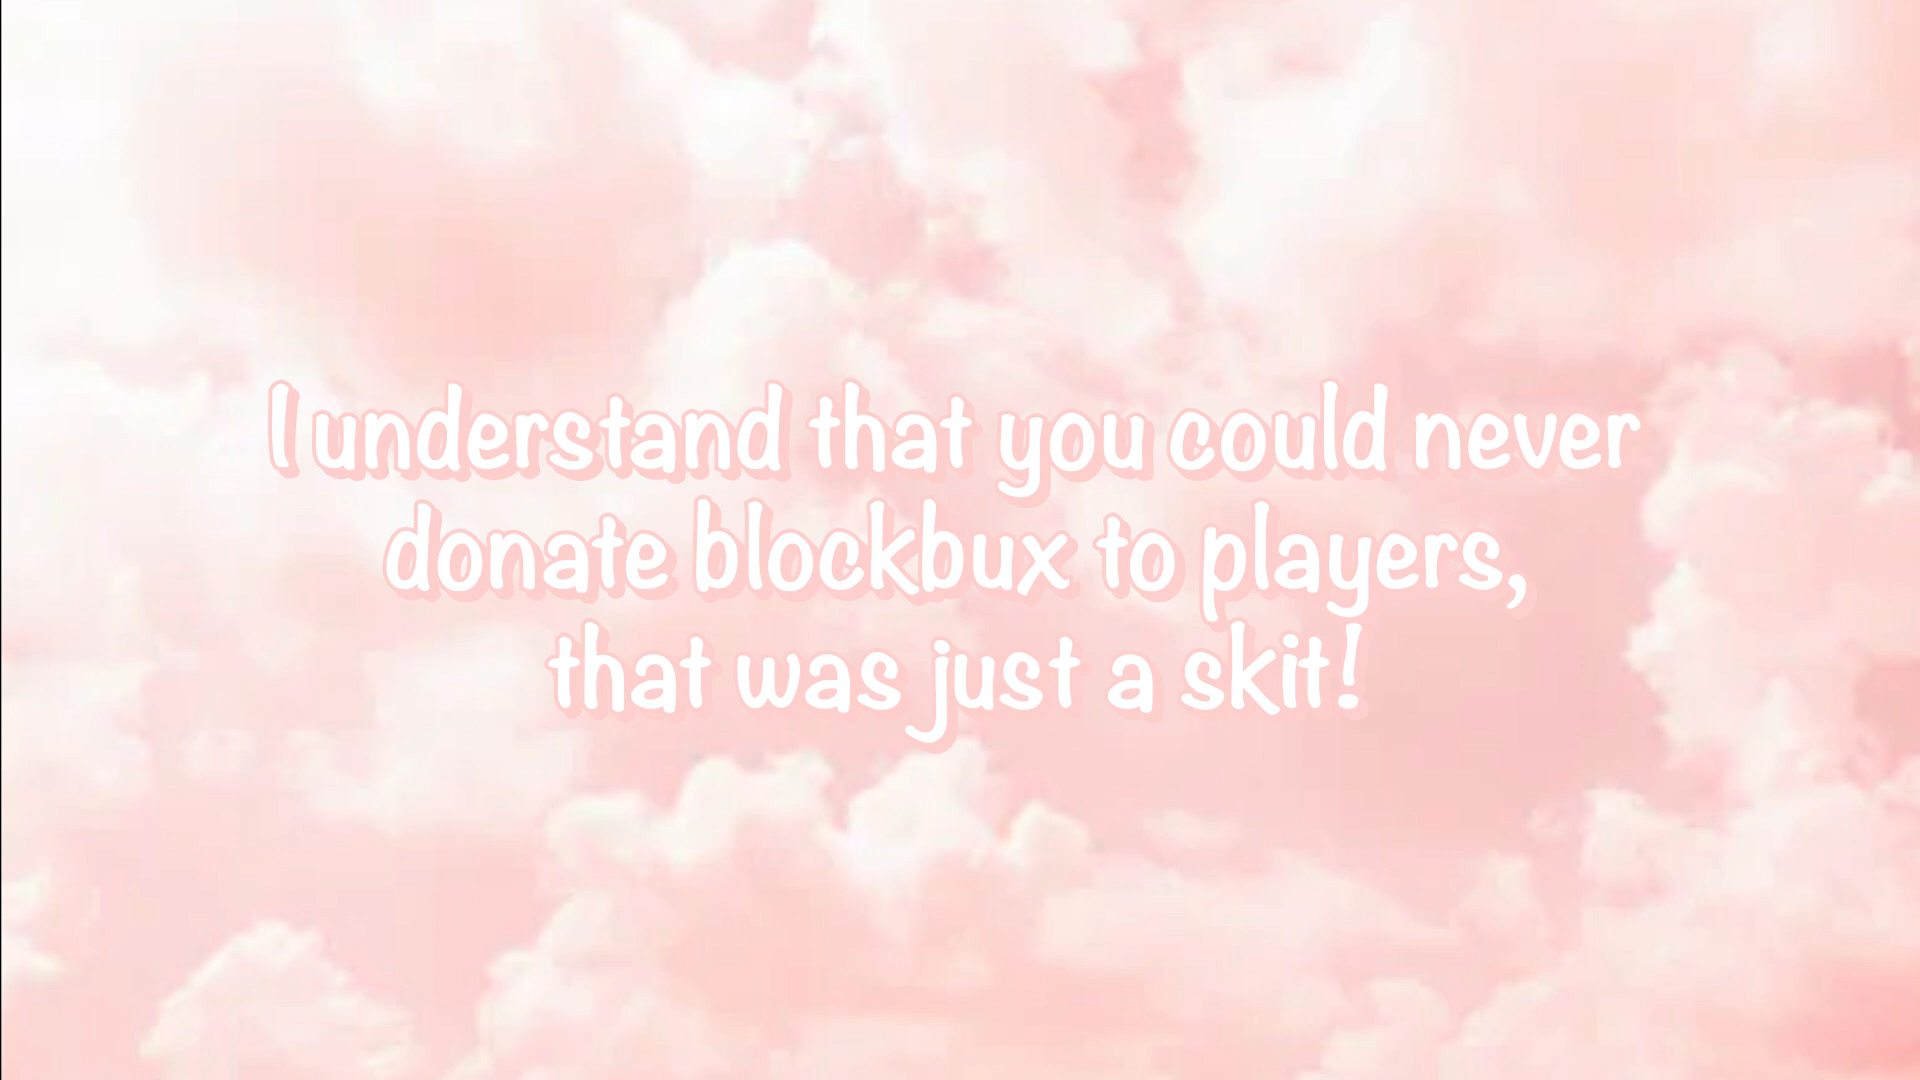 I understand that you could never
donate blockbux to players,
that was just a skit!